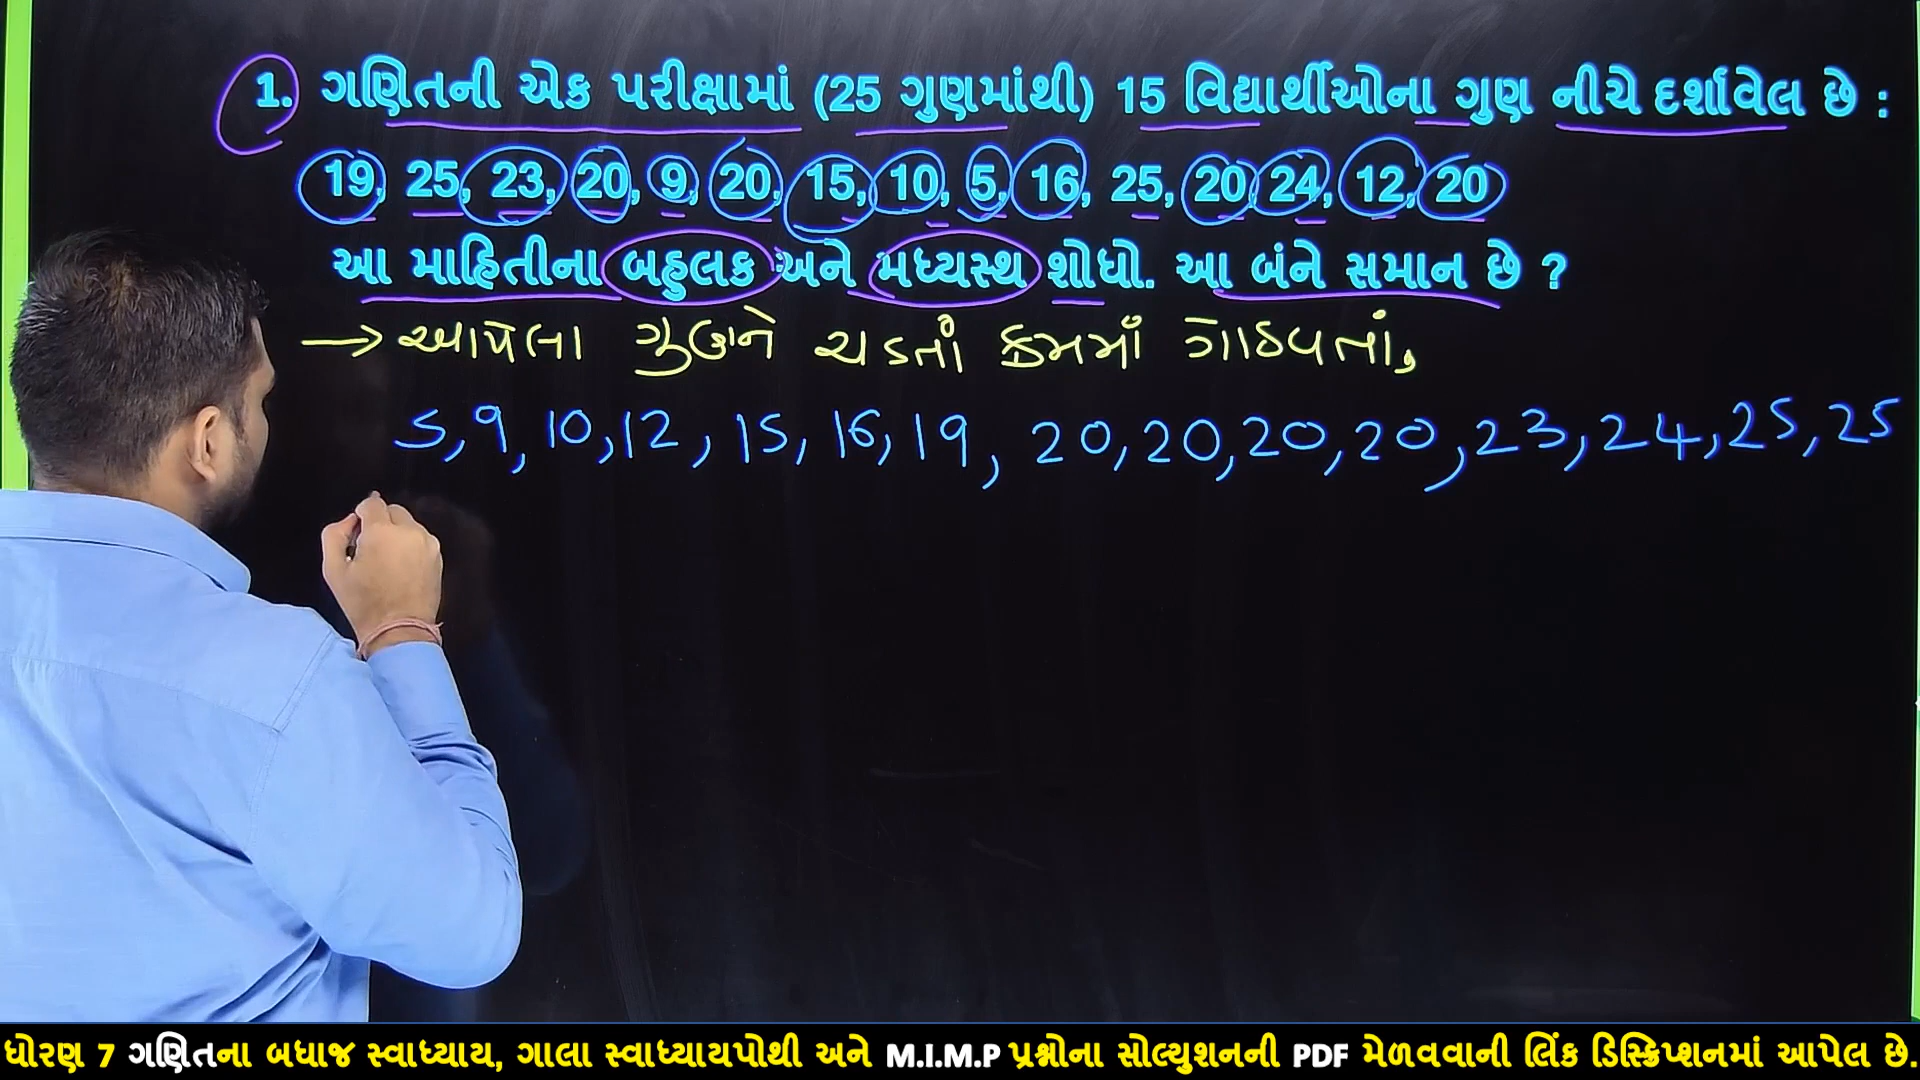 1. ગણિતની એક પરીક્ષામાં (25 ગુણમાંથી) 15 વિદ્યાર્થીઓના ગુણ નીચે દર્શાવેલ છે :
19, 25, 23, 20, 9, 20, 15, 10, 5, 16, 25, 20, 24, 12, 20
આ માહિતીના બહુલક અને મધ્યસ્થ શોધો. આ બંને સમાન છે ?
→ આપેલા ગુણને ચડતાં ક્રમમાં ગોઠવતાં,
5, 9, 10, 12, 15, 16, 19, 20, 20, 20, 20, 23, 24, 25, 25
ધોરણ 7 ગણિતના બધાજ સ્વાધ્યાય, ગાલા સ્વાધ્યાયપોથી અને M.I.M.P પ્રશ્નોના સોલ્યુશનની PDF મેળવવાની લિંક ડિસ્ક્રિપ્શનમાં આપેલ છે.